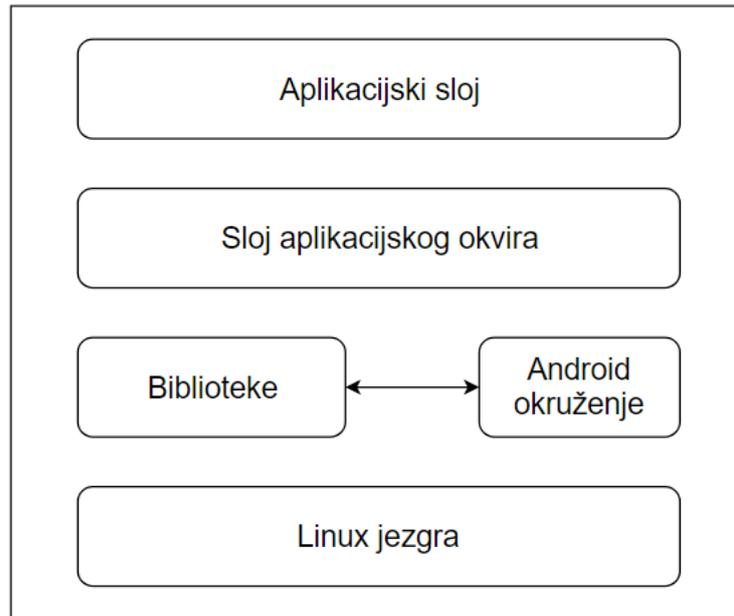 Aplikacijski sloj
Sloj aplikacijskog okvira
Biblioteke
Android
okruženje
Linux jezgra